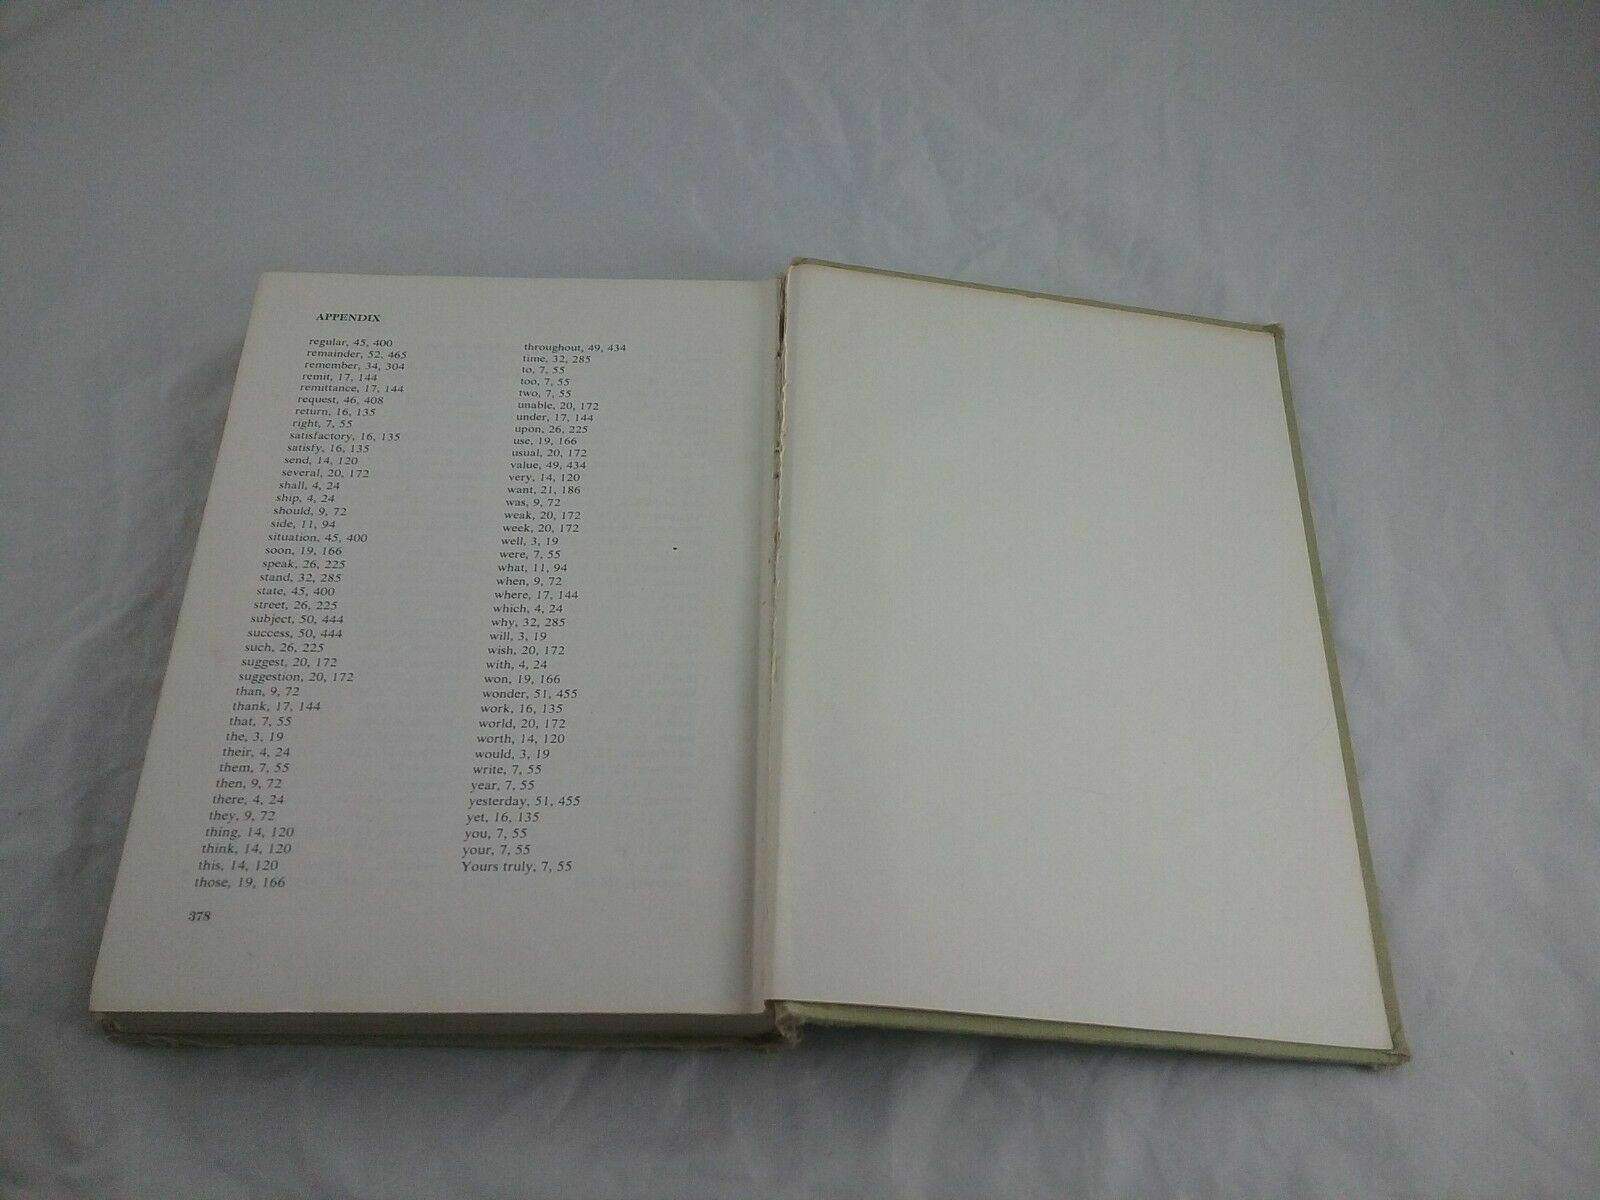 APPENDIX
regular, 45, 400
remainder, 52, 465
remember, 34, 304
remit, 17, 144
remittance, 17, 144
request, 46, 408
return, 16, 135
right, 7, 55
satisfactory, 16, 135
satisfy, 16, 135
send, 14, 120
several, 20, 172
shall, 4, 24
ship, 4, 24
should, 9, 72
side, 11, 94
situation, 45, 400
soon, 19, 166
speak, 26, 225
stand, 32, 285
state, 45, 400
street, 26, 225
subject, 50, 444
success, 50, 444
such, 26, 225
suggest, 20, 172
suggestion, 20, 172
than, 9, 72
thank, 17, 144
that, 7, 55
the, 3, 19
their, 4, 24
them, 7, 55
then, 9, 72
there, 4, 24
they, 9, 72
thing, 14, 120
think, 14, 120
this, 14, 120
those, 19, 166
throughout, 49, 434
time, 32, 285
to, 7, 55
too, 7, 55
two, 7, 55
unable, 20, 172
under, 17, 144
upon, 26, 225
use, 19, 166
usual, 20, 172
value, 49, 434
very, 14, 120
want, 21, 186
was, 9, 72
weak, 20, 172
week, 20, 172
well, 3, 19
were, 7, 55
what, 11, 94
when, 9, 72
where, 17, 144
which, 4, 24
why, 32, 285
will, 3, 19
wish, 20, 172
with, 4, 24
won, 19, 166
wonder, 51, 455
work, 16, 135
world, 20, 172
worth, 14, 120
would, 3, 19
write, 7, 55
year, 7, 55
yesterday, 51, 455
yet, 16, 135
you, 7, 55
your, 7, 55
Yours truly, 7, 55
378